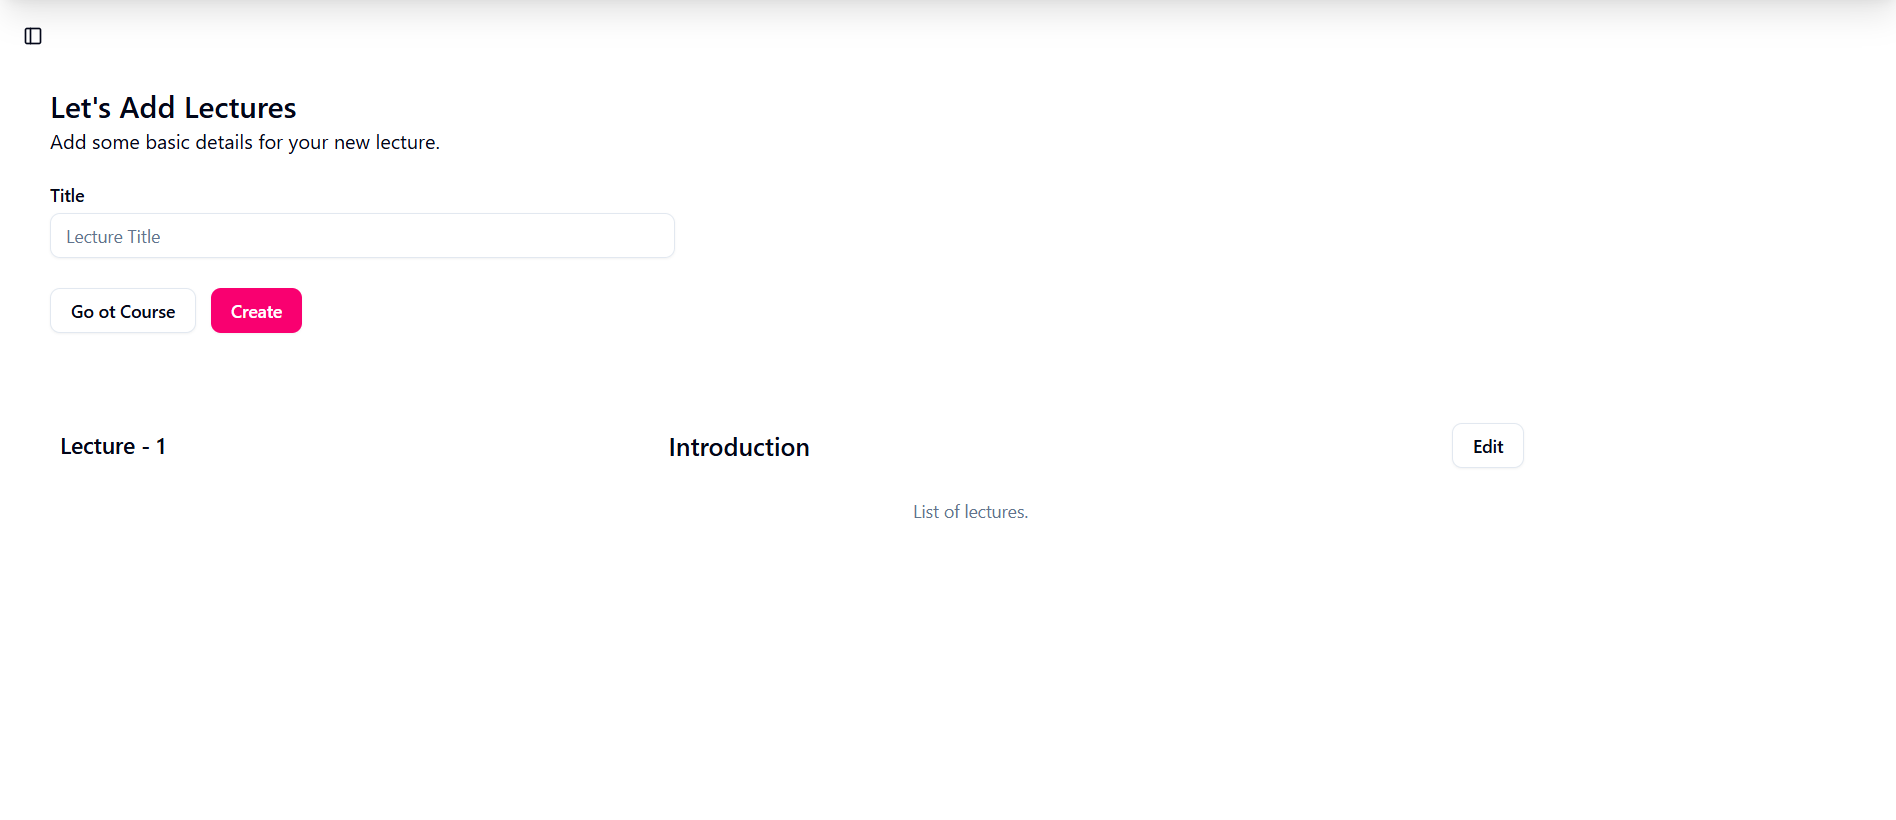 Let's Add Lectures
Add some basic details for your new lecture.
Title
Lecture Title
Go ot Course Create
Lecture - 1 Introduction Edit
List of lectures.